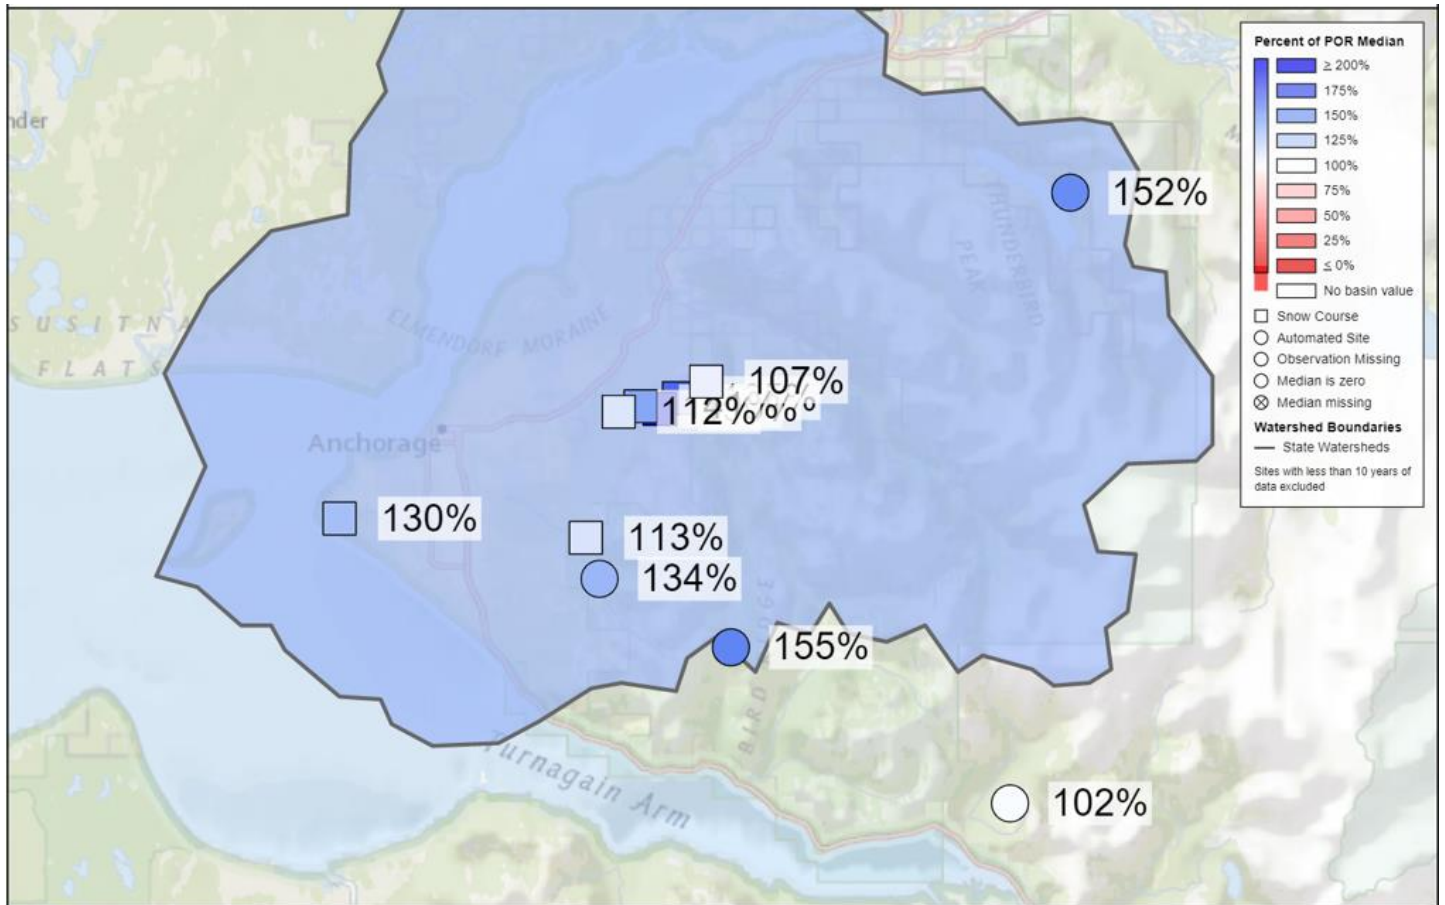 nder
SUSITNA
FLATS
ELMENDORF MORAINE
THUNDERBIRD
PEAK
Anchorage
BIRD RIDGE
Turnagain Arm
152%
107%
112%
130%
113%
134%
155%
102%
Percent of POR Median
≥ 200%
175%
150%
125%
100%
75%
50%
25%
≤ 0%
No basin value
Snow Course
Automated Site
Observation Missing
Median is zero
Median missing
Watershed Boundaries
State Watersheds
Sites with less than 10 years of
data excluded